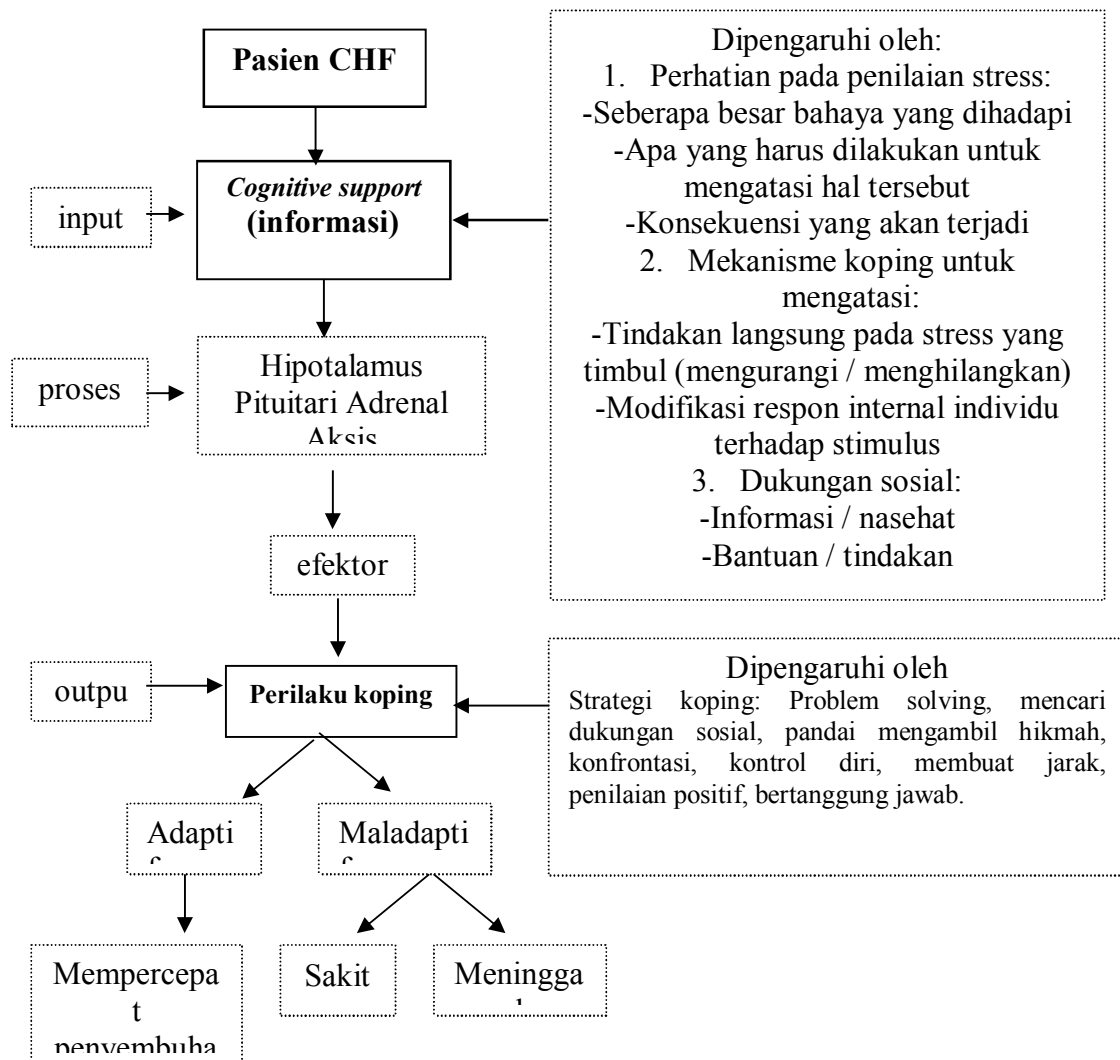 Pasien CHF
Dipengaruhi oleh:
1. Perhatian pada penilaian stress:
-Seberapa besar bahaya yang dihadapi
-Apa yang harus dilakukan untuk
mengatasi hal tersebut
-Konsekuensi yang akan terjadi
2. Mekanisme koping untuk
mengatasi:
-Tindakan langsung pada stress yang
timbul (mengurangi / menghilangkan)
-Modifikasi respon internal individu
terhadap stimulus
3. Dukungan sosial:
-Informasi / nasehat
-Bantuan / tindakan
input
Cognitive support
(informasi)
proses
Hipotalamus
Pituitari Adrenal
Aksis
efektor
outpu
Perilaku koping
Dipengaruhi oleh
Strategi koping: Problem solving, mencari
dukungan sosial, pandai mengambil hikmah,
konfrontasi, kontrol diri, membuat jarak,
penilaian positif, bertanggung jawab.
Adapti
f
Maladapti
f
Mempercepa
t
penyembuha
Sakit
Meningga
l